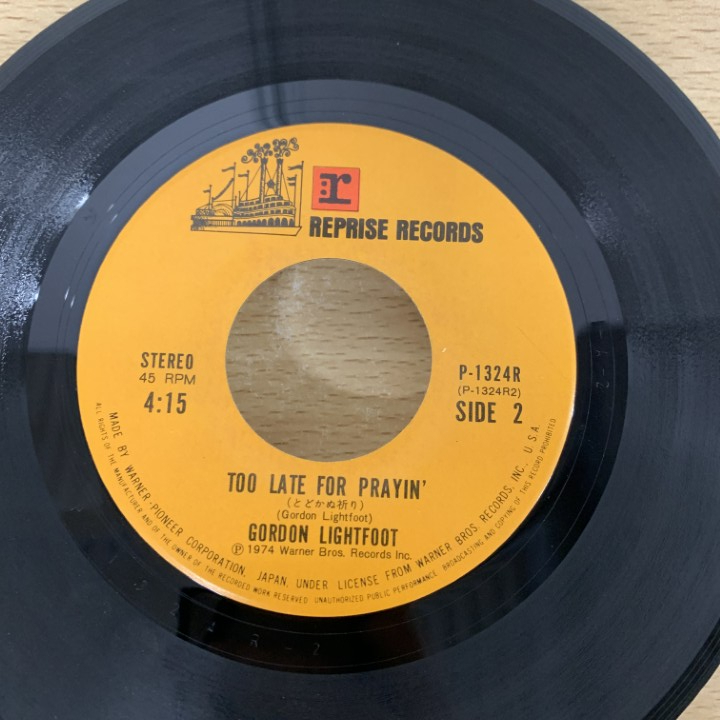 r
REPRISE RECORDS
STEREO
45 RPM
4:15
P-1324R
(P-1324R2)
SIDE 2
TOO LATE FOR PRAYIN'
(とどかぬ祈り)
(Gordon Lightfoot)
GORDON LIGHTFOOT
Ⓟ 1974 Warner Bros. Records Inc.
MADE BY WARNER-PIONEER CORPORATION, JAPAN, UNDER LICENSE FROM WARNER BROS. RECORDS, INC., U.S.A.
ALL RIGHTS OF THE MANUFACTURER AND OF THE OWNER OF THE RECORDED WORK RESERVED. UNAUTHORIZED PUBLIC PERFORMANCE, BROADCASTING AND COPYING OF THIS RECORD PROHIBITED